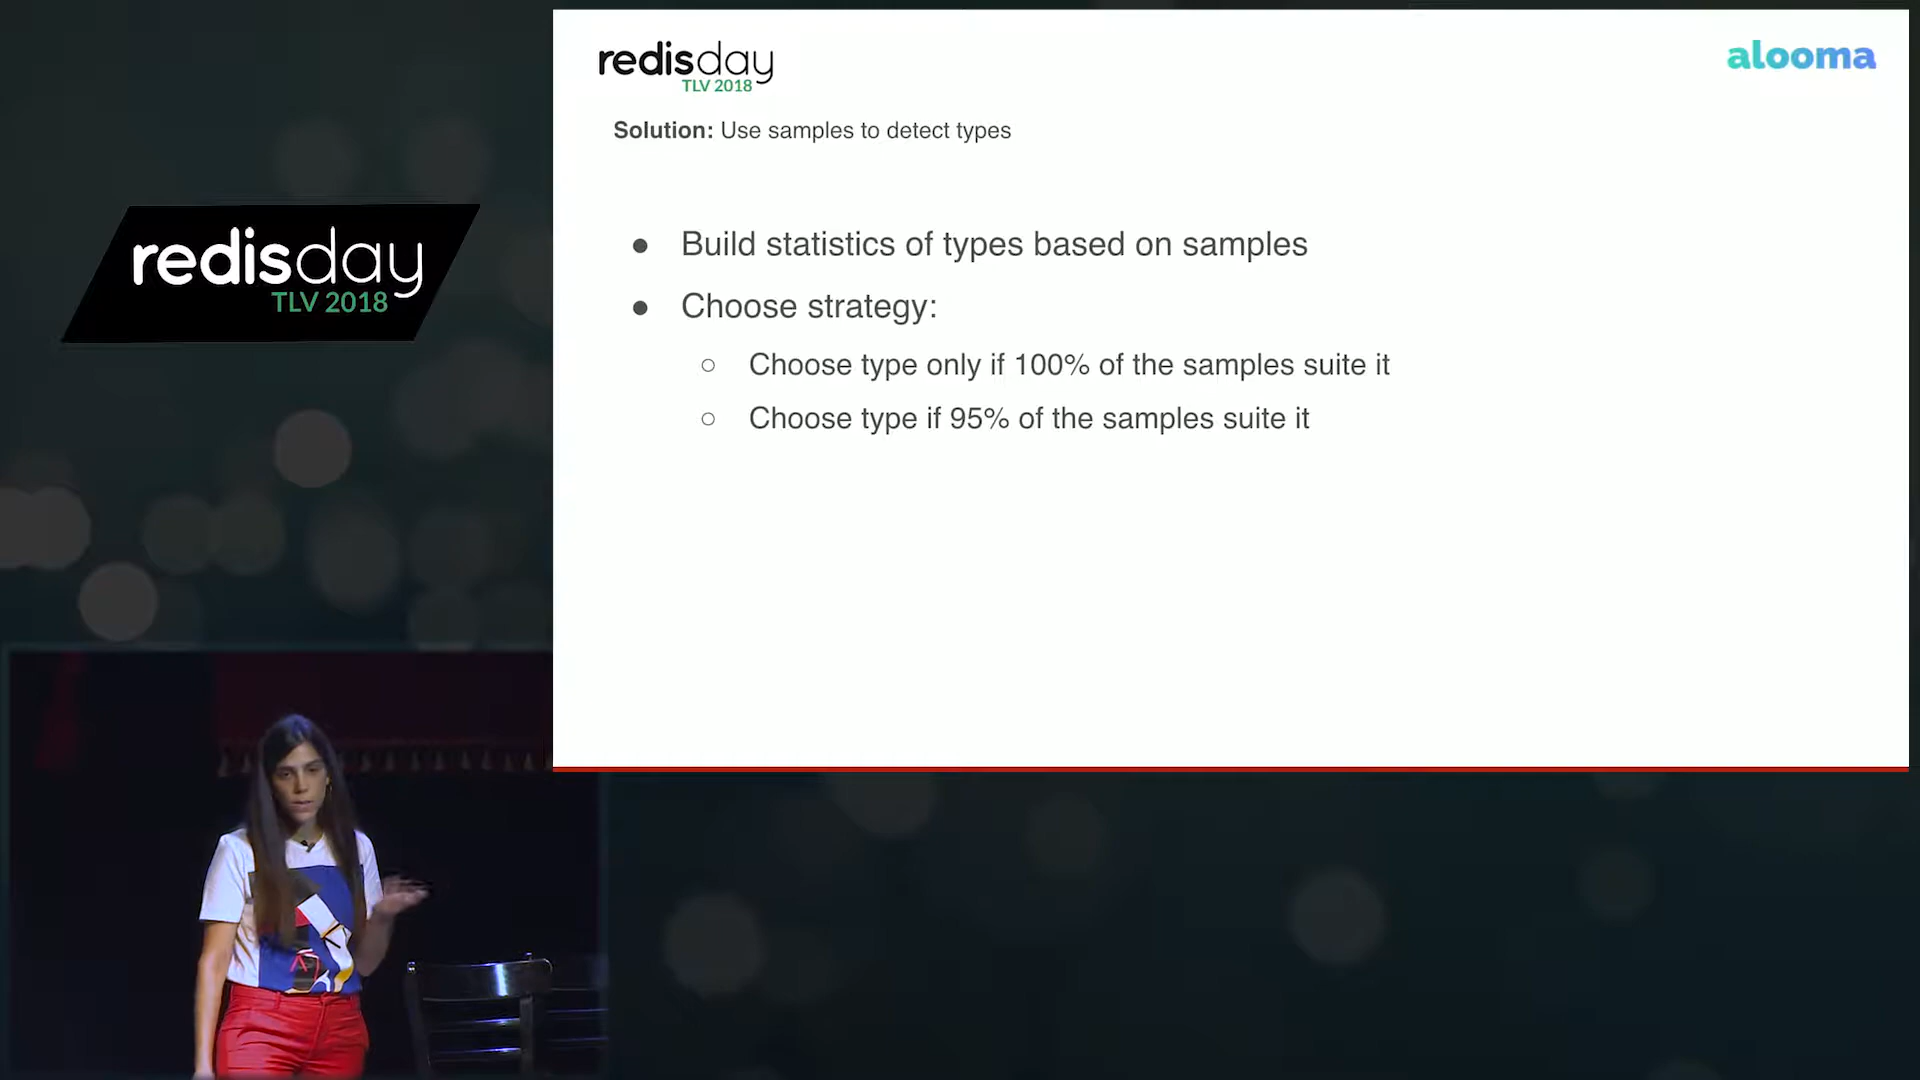 redisday
TLV 2018
alooma
Solution: Use samples to detect types
redisday
TLV 2018
● Build statistics of types based on samples
● Choose strategy:
○ Choose type only if 100% of the samples suite it
○ Choose type if 95% of the samples suite it